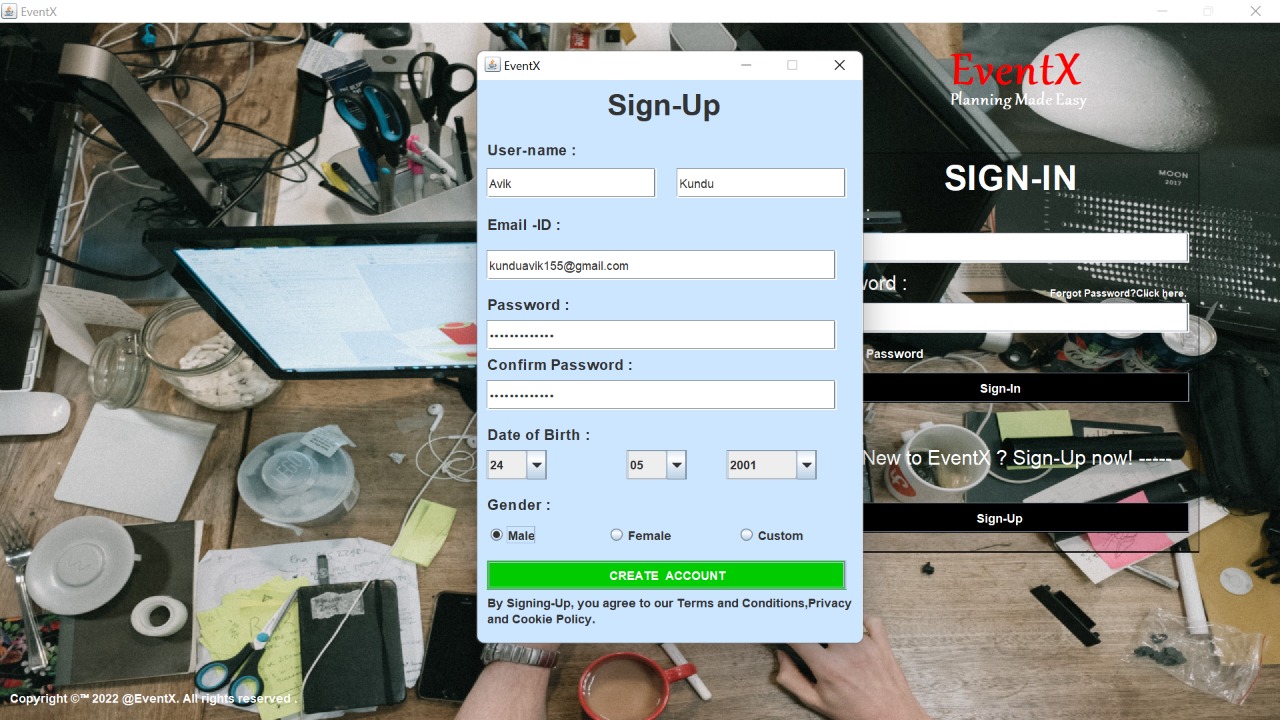 EventX
EventX
Sign-Up
User-name :
Avik Kundu
Email -ID :
kunduavik155@gmail.com
Password :
•••••••••••••
Confirm Password :
•••••••••••••
Date of Birth :
24 05 2001
Gender :
Male Female Custom
CREATE ACCOUNT
By Signing-Up, you agree to our Terms and Conditions,Privacy
and Cookie Policy.
EventX
Planning Made Easy
SIGN-IN
MOON
2017
:
word :
Forgot Password?Click here.
Password
Sign-In
New to EventX ? Sign-Up now! -----
Sign-Up
Copyright ©™ 2022 @EventX. All rights reserved .